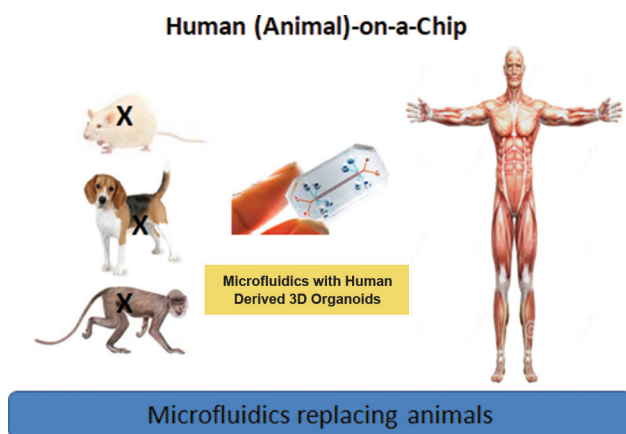 Human (Animal)-on-a-Chip
X
X
X
Microfluidics with Human
Derived 3D Organoids
Microfluidics replacing animals